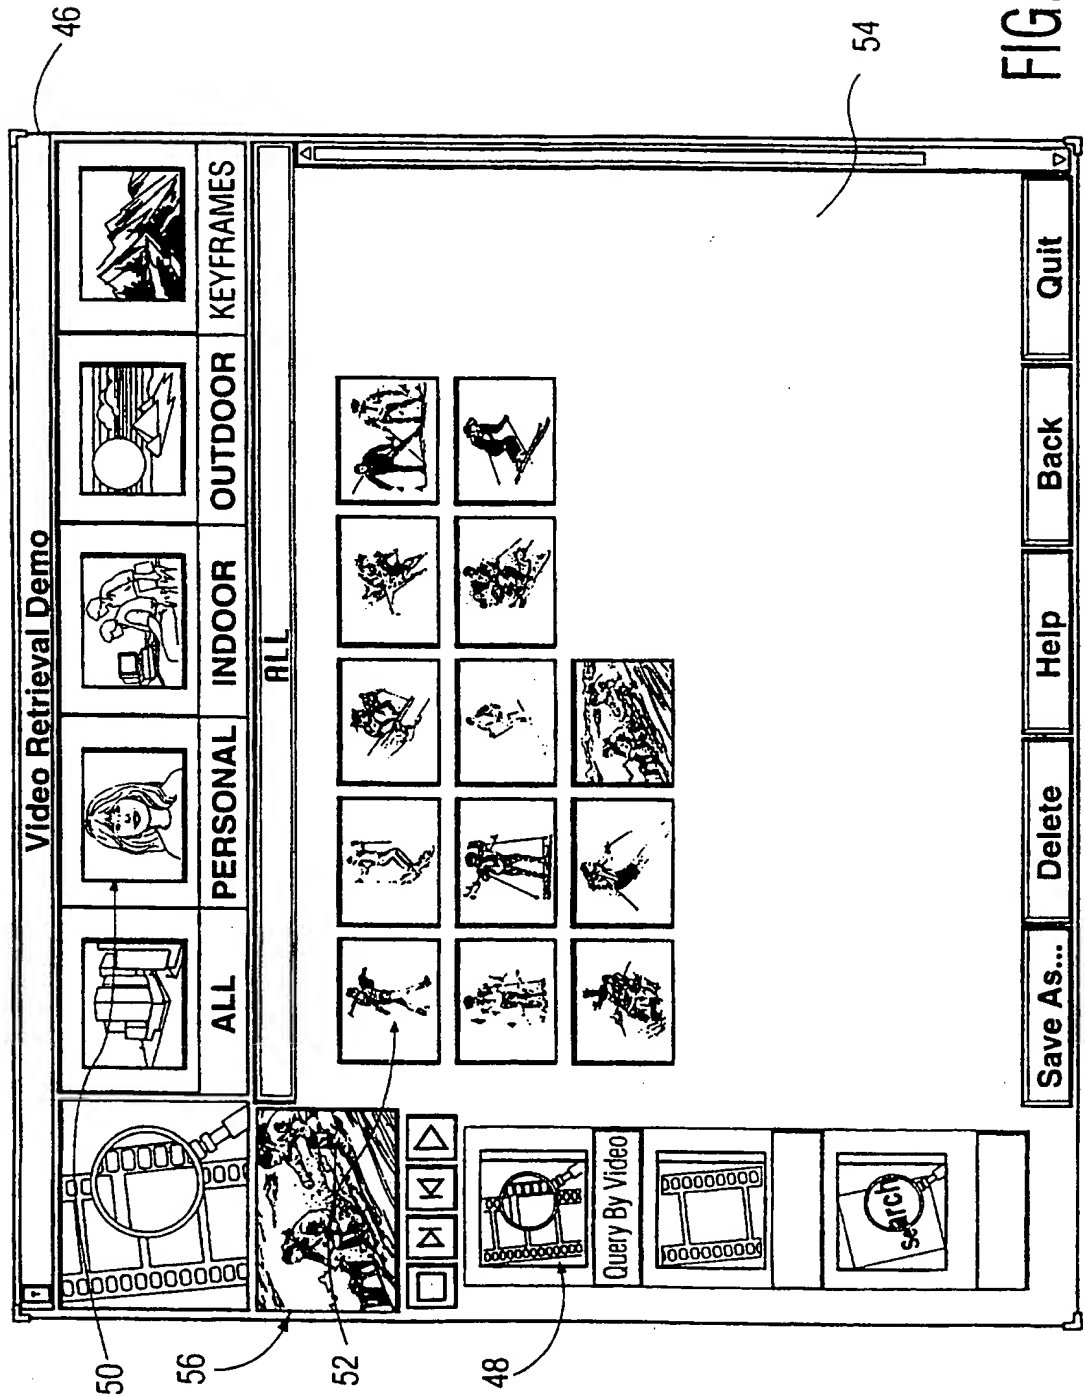 Video Retrieval Demo
46
50
ALL
PERSONAL
INDOOR
OUTDOOR
KEYFRAMES
ALL
56
52
48
Query By Video
search
54
Save As...
Delete
Help
Back
Quit
FIG.